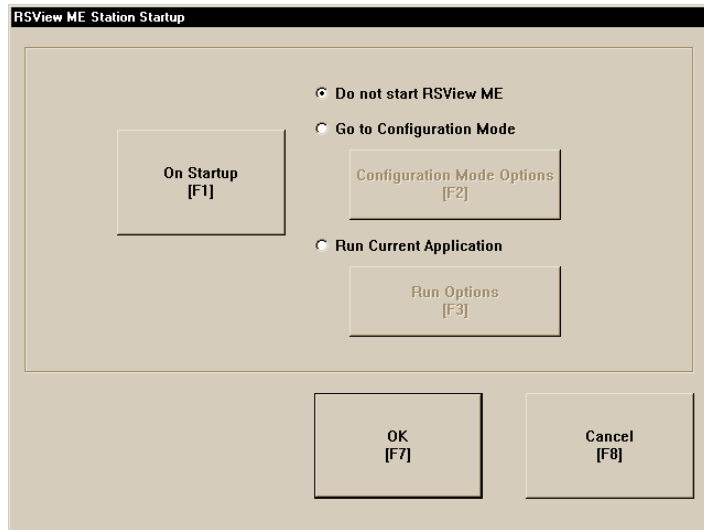 RSView ME Station Startup
Do not start RSView ME
Go to Configuration Mode
On Startup
[F1]
Configuration Mode Options
[F2]
Run Current Application
Run Options
[F3]
OK
[F7]
Cancel
[F8]